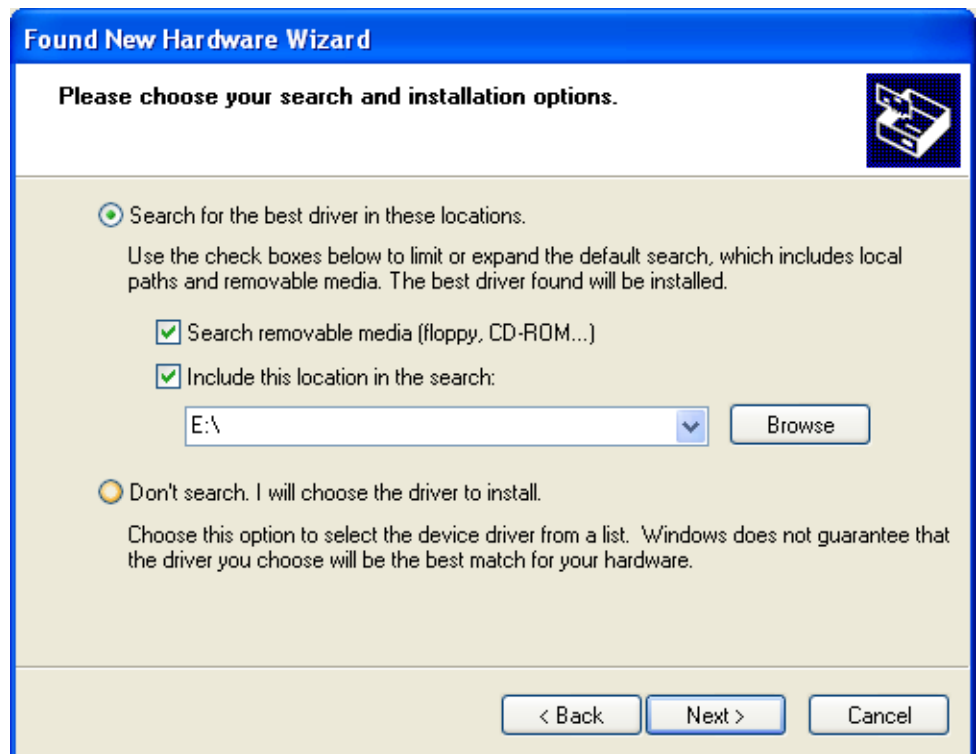 Found New Hardware Wizard
Please choose your search and installation options.
Search for the best driver in these locations.
Use the check boxes below to limit or expand the default search, which includes local
paths and removable media. The best driver found will be installed.
Search removable media (floppy, CD-ROM...)
Include this location in the search:
E:\
Browse
Don't search. I will choose the driver to install.
Choose this option to select the device driver from a list.  Windows does not guarantee that
the driver you choose will be the best match for your hardware.
< Back
Next >
Cancel